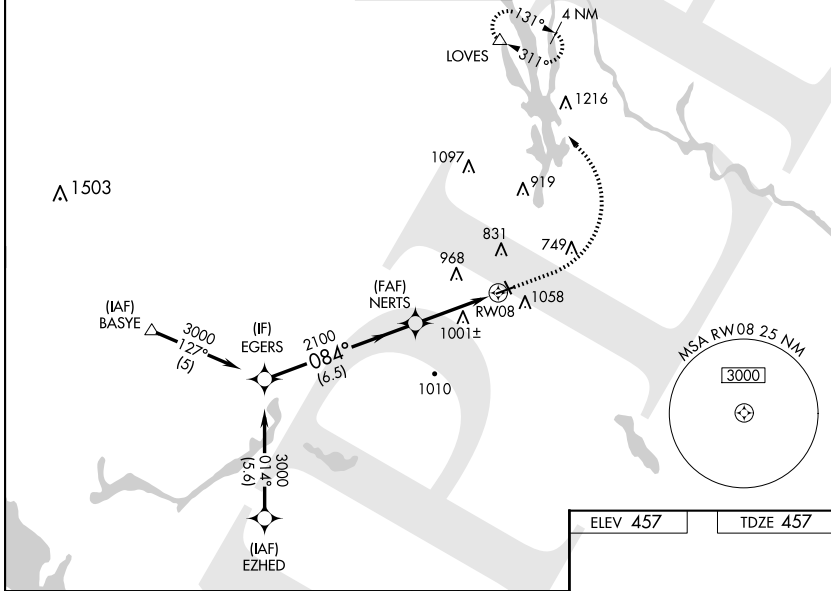 131°
4 NM
LOVES
311°
1216
1097
919
1503
831
749
968
(FAF)
NERTS
RW08
1058
1001±
(IAF)
BASYE
3000
127°
(5)
(IF)
EGERS
2100
084°
(6.5)
1010
MSA RW08 25 NM
3000
3000
014°
(5.6)
(IAF)
EZHED
ELEV 457
TDZE 457